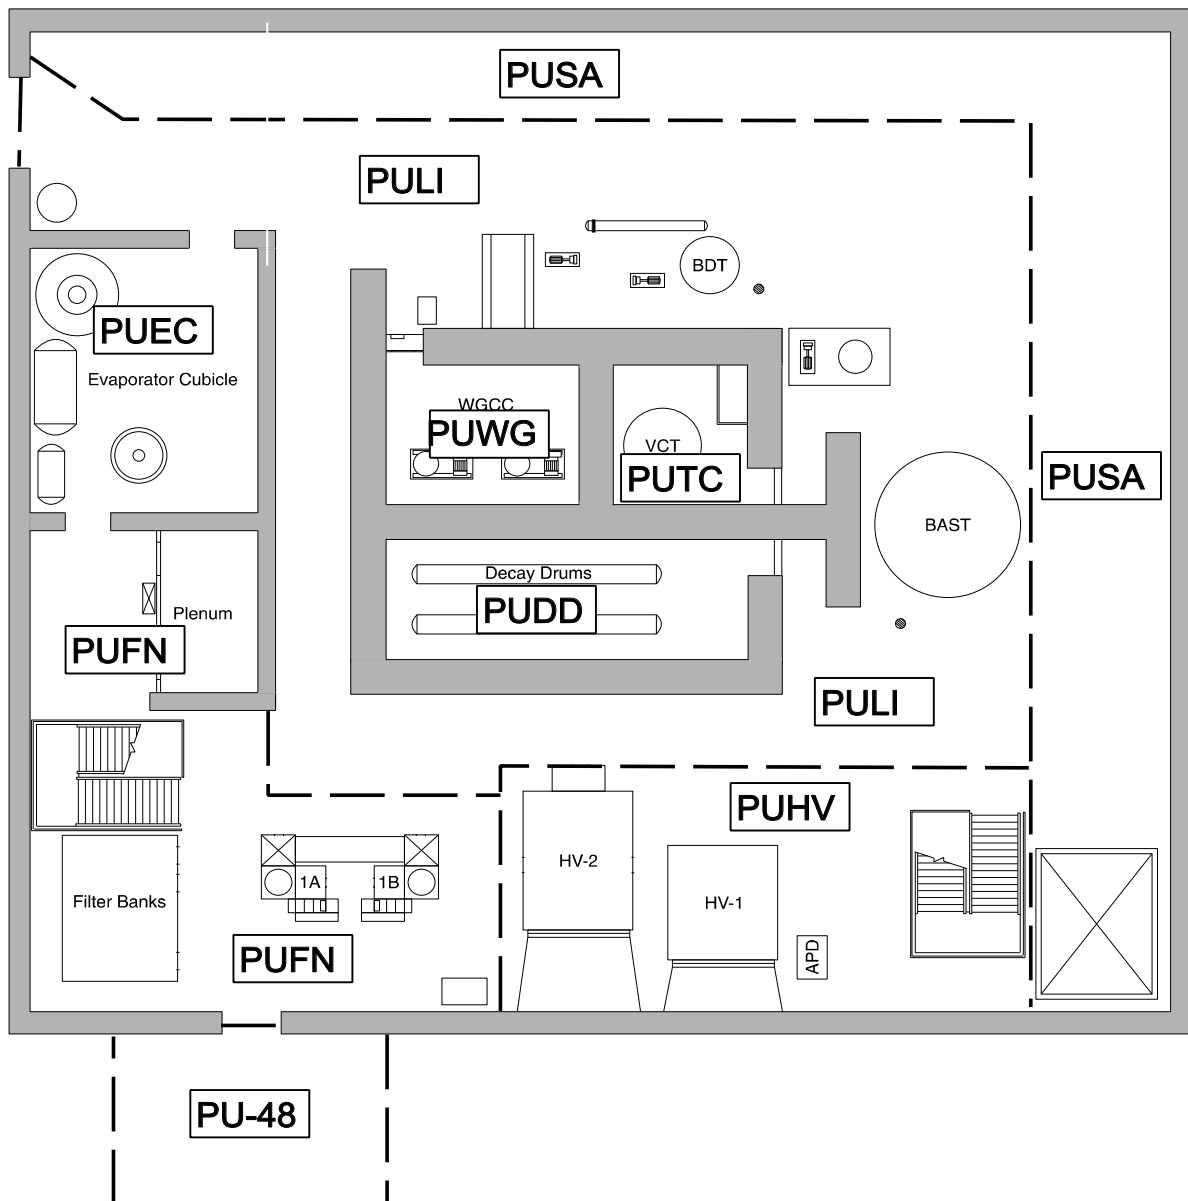 PUSA
PULI
BDT
PUEC
Evaporator Cubicle
WGCC
PUWG
VCT
PUTC
PUSA
BAST
Decay Drums
PUDD
Plenum
PUFN
PULI
PUHV
HV-2
1A
1B
Filter Banks
HV-1
PUFN
APD
PU-48